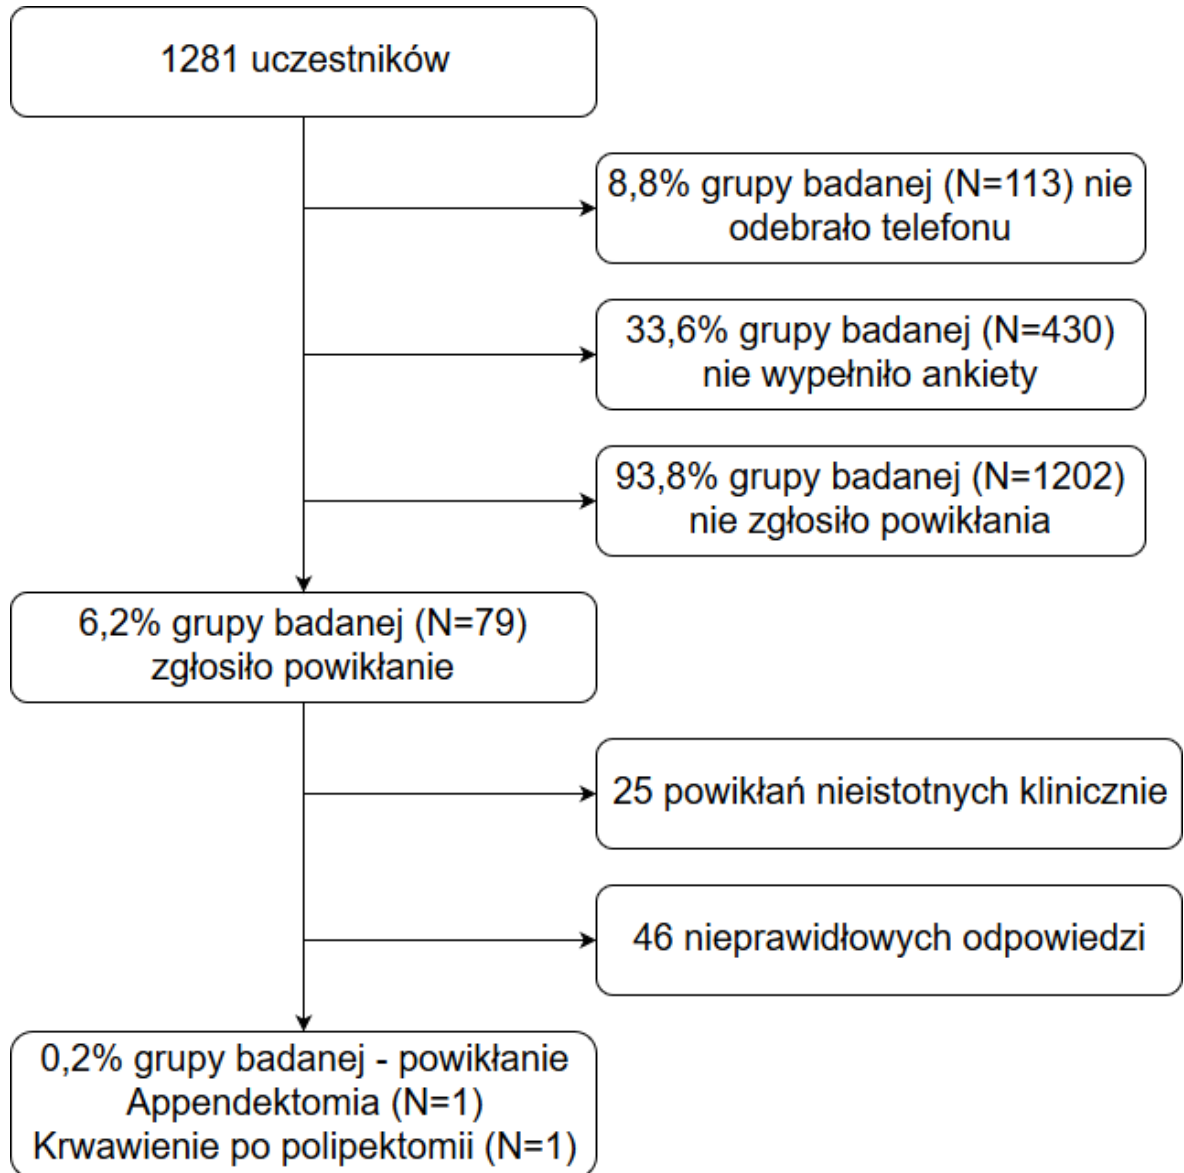 1281 uczestników
8,8% grupy badanej (N=113) nie
odebrało telefonu
33,6% grupy badanej (N=430)
nie wypełniło ankiety
93,8% grupy badanej (N=1202)
nie zgłosiło powikłania
6,2% grupy badanej (N=79)
zgłosiło powikłanie
25 powikłań nieistotnych klinicznie
46 nieprawidłowych odpowiedzi
0,2% grupy badanej - powikłanie
Appendektomia (N=1)
Krwawienie po polipektomii (N=1)